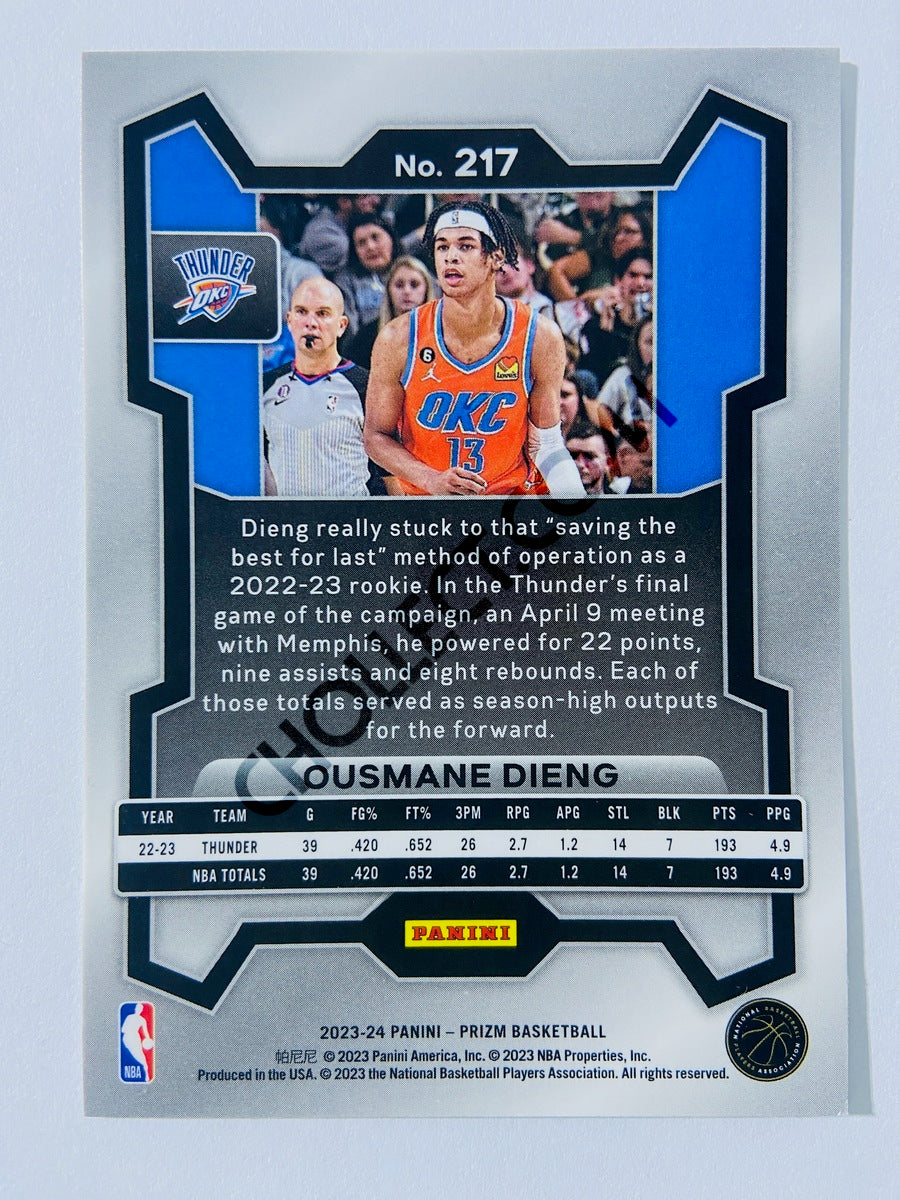 No. 217
THUNDER
OKC
6
Love's
OKC
13
Dieng really stuck to that “saving the
best for last” method of operation as a
2022-23 rookie. In the Thunder’s final
game of the campaign, an April 9 meeting
with Memphis, he powered for 22 points,
nine assists and eight rebounds. Each of
those totals served as season-high outputs
for the forward.
OUSMANE DIENG
YEAR TEAM G FG% FT% 3PM RPG APG STL BLK PTS PPG
22-23 THUNDER 39 .420 .652 26 2.7 1.2 14 7 193 4.9
NBA TOTALS 39 .420 .652 26 2.7 1.2 14 7 193 4.9
PANINI
2023-24 PANINI – PRIZM BASKETBALL
帕尼尼 © 2023 Panini America, Inc. © 2023 NBA Properties, Inc.
Produced in the USA. © 2023 the National Basketball Players Association. All rights reserved.
NBA
NATIONAL BASKETBALL
PLAYERS ASSOCIATION